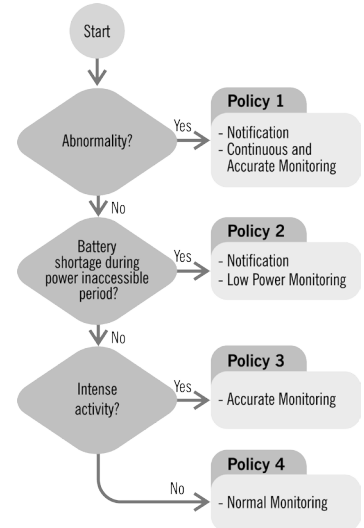 Start
Abnormality?
Yes
Policy 1
- Notification
- Continuous and
Accurate Monitoring
No
Battery
shortage during
power inaccessible
period?
Yes
Policy 2
- Notification
- Low Power Monitoring
No
Intense
activity?
Yes
Policy 3
- Accurate Monitoring
No
Policy 4
- Normal Monitoring